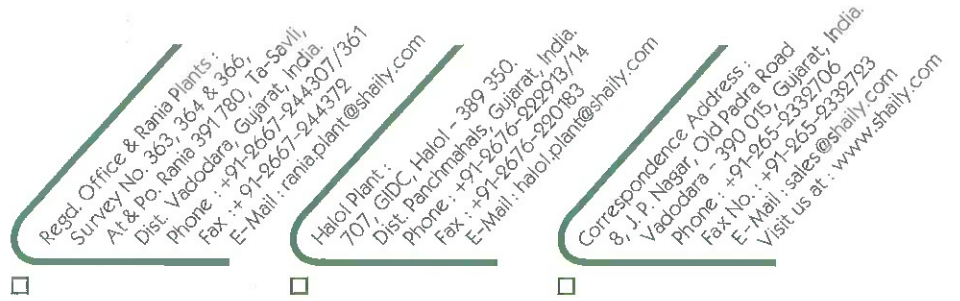 Regd. Office & Rania Plants :
Survey No. 363, 364 & 366,
At & Po. Rania 391 780, Ta-Savli,
Dist. Vadodara, Gujarat, India.
Phone : +91-2667-244307/361
Fax : + 91-2667-244372
E-Mail : rania.plant@shaily.com
Halol Plant :
707, GIDC, Halol - 389 350.
Dist. Panchmahals, Gujarat, India.
Phone : +91-2676-222913/14
Fax : +91-2676-220183
E-Mail : halol.plant@shaily.com
Correspondence Address :
8, J. P. Nagar, Old Padra Road
Vadodara - 390 015, Gujarat, India.
Phone : +91-265-2332706
Fax No. : +91-265-2332723
E-Mail : sales@shaily.com
Visit us at : www.shaily.com